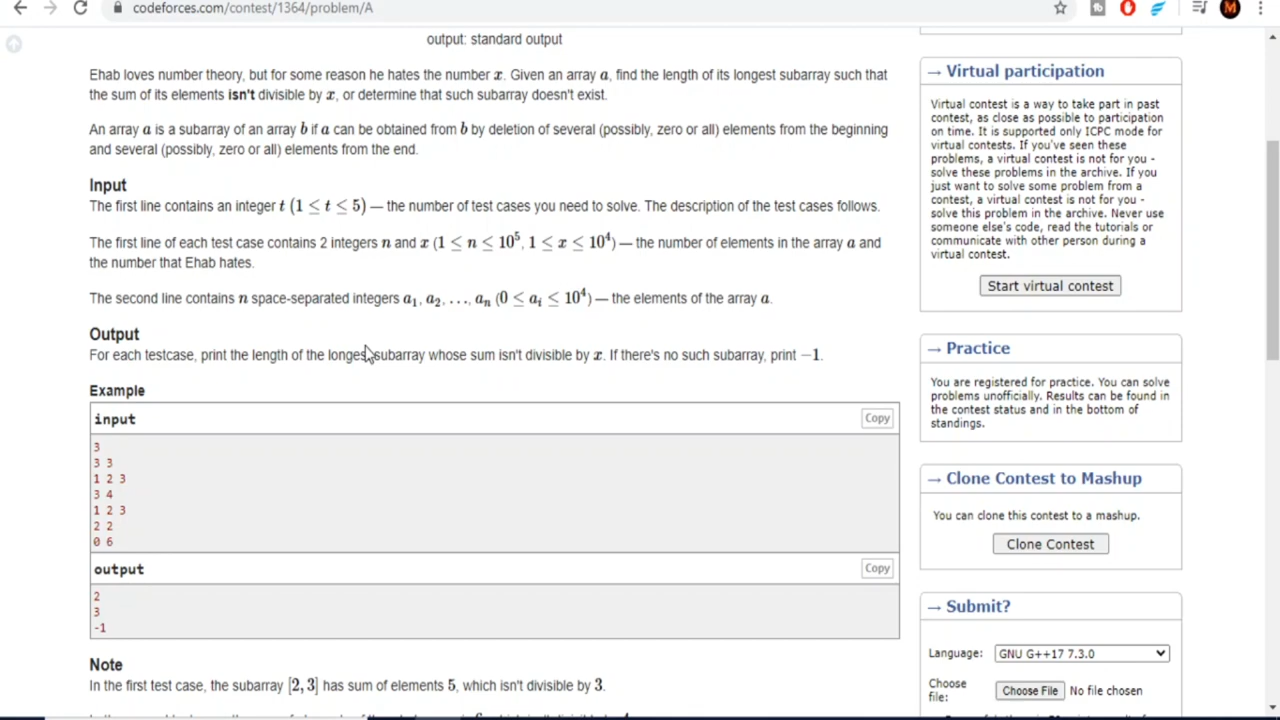 codeforces.com/contest/1364/problem/A
M
output: standard output
Ehab loves number theory, but for some reason he hates the number x. Given an array a, find the length of its longest subarray such that
the sum of its elements isn't divisible by x, or determine that such subarray doesn't exist.
An array a is a subarray of an array b if a can be obtained from b by deletion of several (possibly, zero or all) elements from the beginning
and several (possibly, zero or all) elements from the end.
Input
The first line contains an integer t (1 ≤ t ≤ 5) — the number of test cases you need to solve. The description of the test cases follows.
The first line of each test case contains 2 integers n and x (1 ≤ n ≤ 10^5, 1 ≤ x ≤ 10^4) — the number of elements in the array a and
the number that Ehab hates.
The second line contains n space-separated integers a_1, a_2, ..., a_n (0 ≤ a_i ≤ 10^4) — the elements of the array a.
Output
For each testcase, print the length of the longest subarray whose sum isn't divisible by x. If there's no such subarray, print −1.
Example
input
Copy
3
3 3
1 2 3
3 4
1 2 3
2 2
0 6
output
Copy
2
3
-1
Note
In the first test case, the subarray [2, 3] has sum of elements 5, which isn't divisible by 3.
→ Virtual participation
Virtual contest is a way to take part in past
contest, as close as possible to participation
on time. It is supported only ICPC mode for
virtual contests. If you've seen these
problems, a virtual contest is not for you -
solve these problems in the archive. If you
just want to solve some problem from a
contest, a virtual contest is not for you -
solve this problem in the archive. Never use
someone else's code, read the tutorials or
communicate with other person during a
virtual contest.
Start virtual contest
→ Practice
You are registered for practice. You can solve
problems unofficially. Results can be found in
the contest status and in the bottom of
standings.
→ Clone Contest to Mashup
You can clone this contest to a mashup.
Clone Contest
→ Submit?
Language: GNU G++17 7.3.0
Choose
file:
Choose File No file chosen